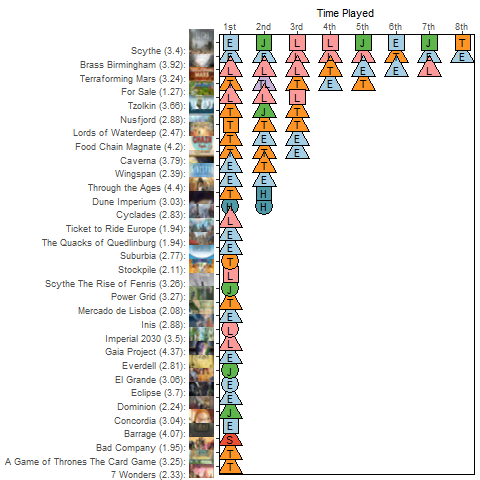 Time Played
1st 2nd 3rd 4th 5th 6th 7th 8th
Scythe (3.4): E J L L J E J T
Brass Birmingham (3.92): E
Terraforming Mars (3.24): L L L T E E L
For Sale (1.27): T E T
Tzolkin (3.66): L L L
Nusfjord (2.88): T J T
Lords of Waterdeep (2.47): T T T
Food Chain Magnate (4.2): T E E
Caverna (3.79): E
Wingspan (2.39): E T
Through the Ages (4.4): E E
Dune Imperium (3.03): T H
Cyclades (2.83): H H
Ticket to Ride Europe (1.94): L
The Quacks of Quedlinburg (1.94): E
Suburbia (2.77): E
Stockpile (2.11): T
Scythe The Rise of Fenris (3.26): L
Power Grid (3.27): J
Mercado de Lisboa (2.08): T
Inis (2.88): E
Imperial 2030 (3.5): L
Gaia Project (4.37): L
Everdell (2.81): E
El Grande (3.06): J
Eclipse (3.7): E
Dominion (2.24): E
Concordia (3.04): J
Barrage (4.07): E
Bad Company (1.95): S
A Game of Thrones The Card Game (3.25): T
7 Wonders (2.33): T